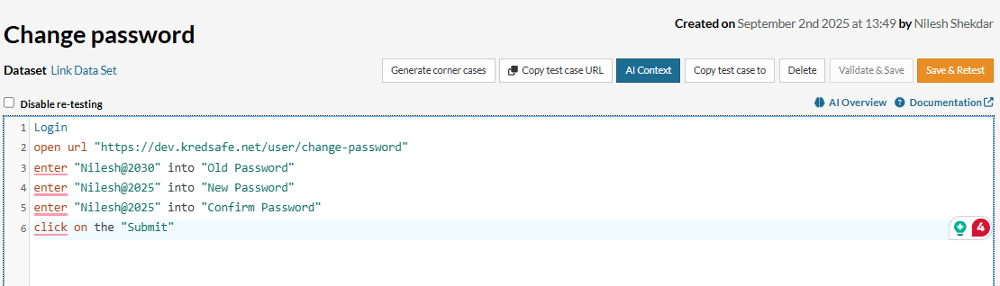 Created on September 2nd 2025 at 13:49 by Nilesh Shekdar
Change password
Dataset Link Data Set
Generate corner cases Copy test case URL AI Context Copy test case to Delete Validate & Save Save & Retest
Disable re-testing
AI Overview Documentation
1 Login
2 open url "https://dev.kredsafe.net/user/change-password"
3 enter "Nilesh@2030" into "Old Password"
4 enter "Nilesh@2025" into "New Password"
5 enter "Nilesh@2025" into "Confirm Password"
6 click on the "Submit"
4